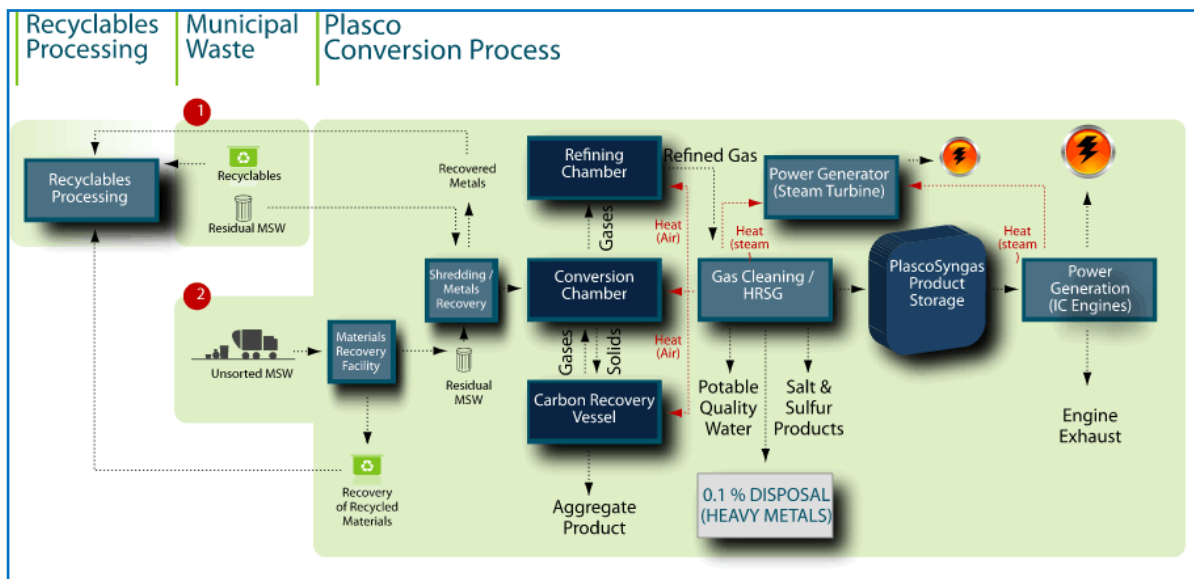 Recyclables
Processing
Municipal
Waste
Plasco
Conversion Process
1
Recyclables
Processing
Recyclables
Residual MSW
Recovered
Metals
Refining
Chamber
Refined Gas
Power Generator
(Steam Turbine)
Gases
Heat
(Air)
Heat
(steam
Heat
(steam
)
Shredding /
Metals
Recovery
Conversion
Chamber
Gas Cleaning /
HRSG
PlascoSyngas
Product
Storage
Power
Generation
(IC Engines)
2
Unsorted MSW
Materials
Recovery
Facility
Residual
MSW
Gases
Solids
Heat
(Air)
Carbon Recovery
Vessel
Potable
Quality
Water
Salt &
Sulfur
Products
Engine
Exhaust
Recovery
of Recycled
Materials
Aggregate
Product
0.1 % DISPOSAL
(HEAVY METALS)